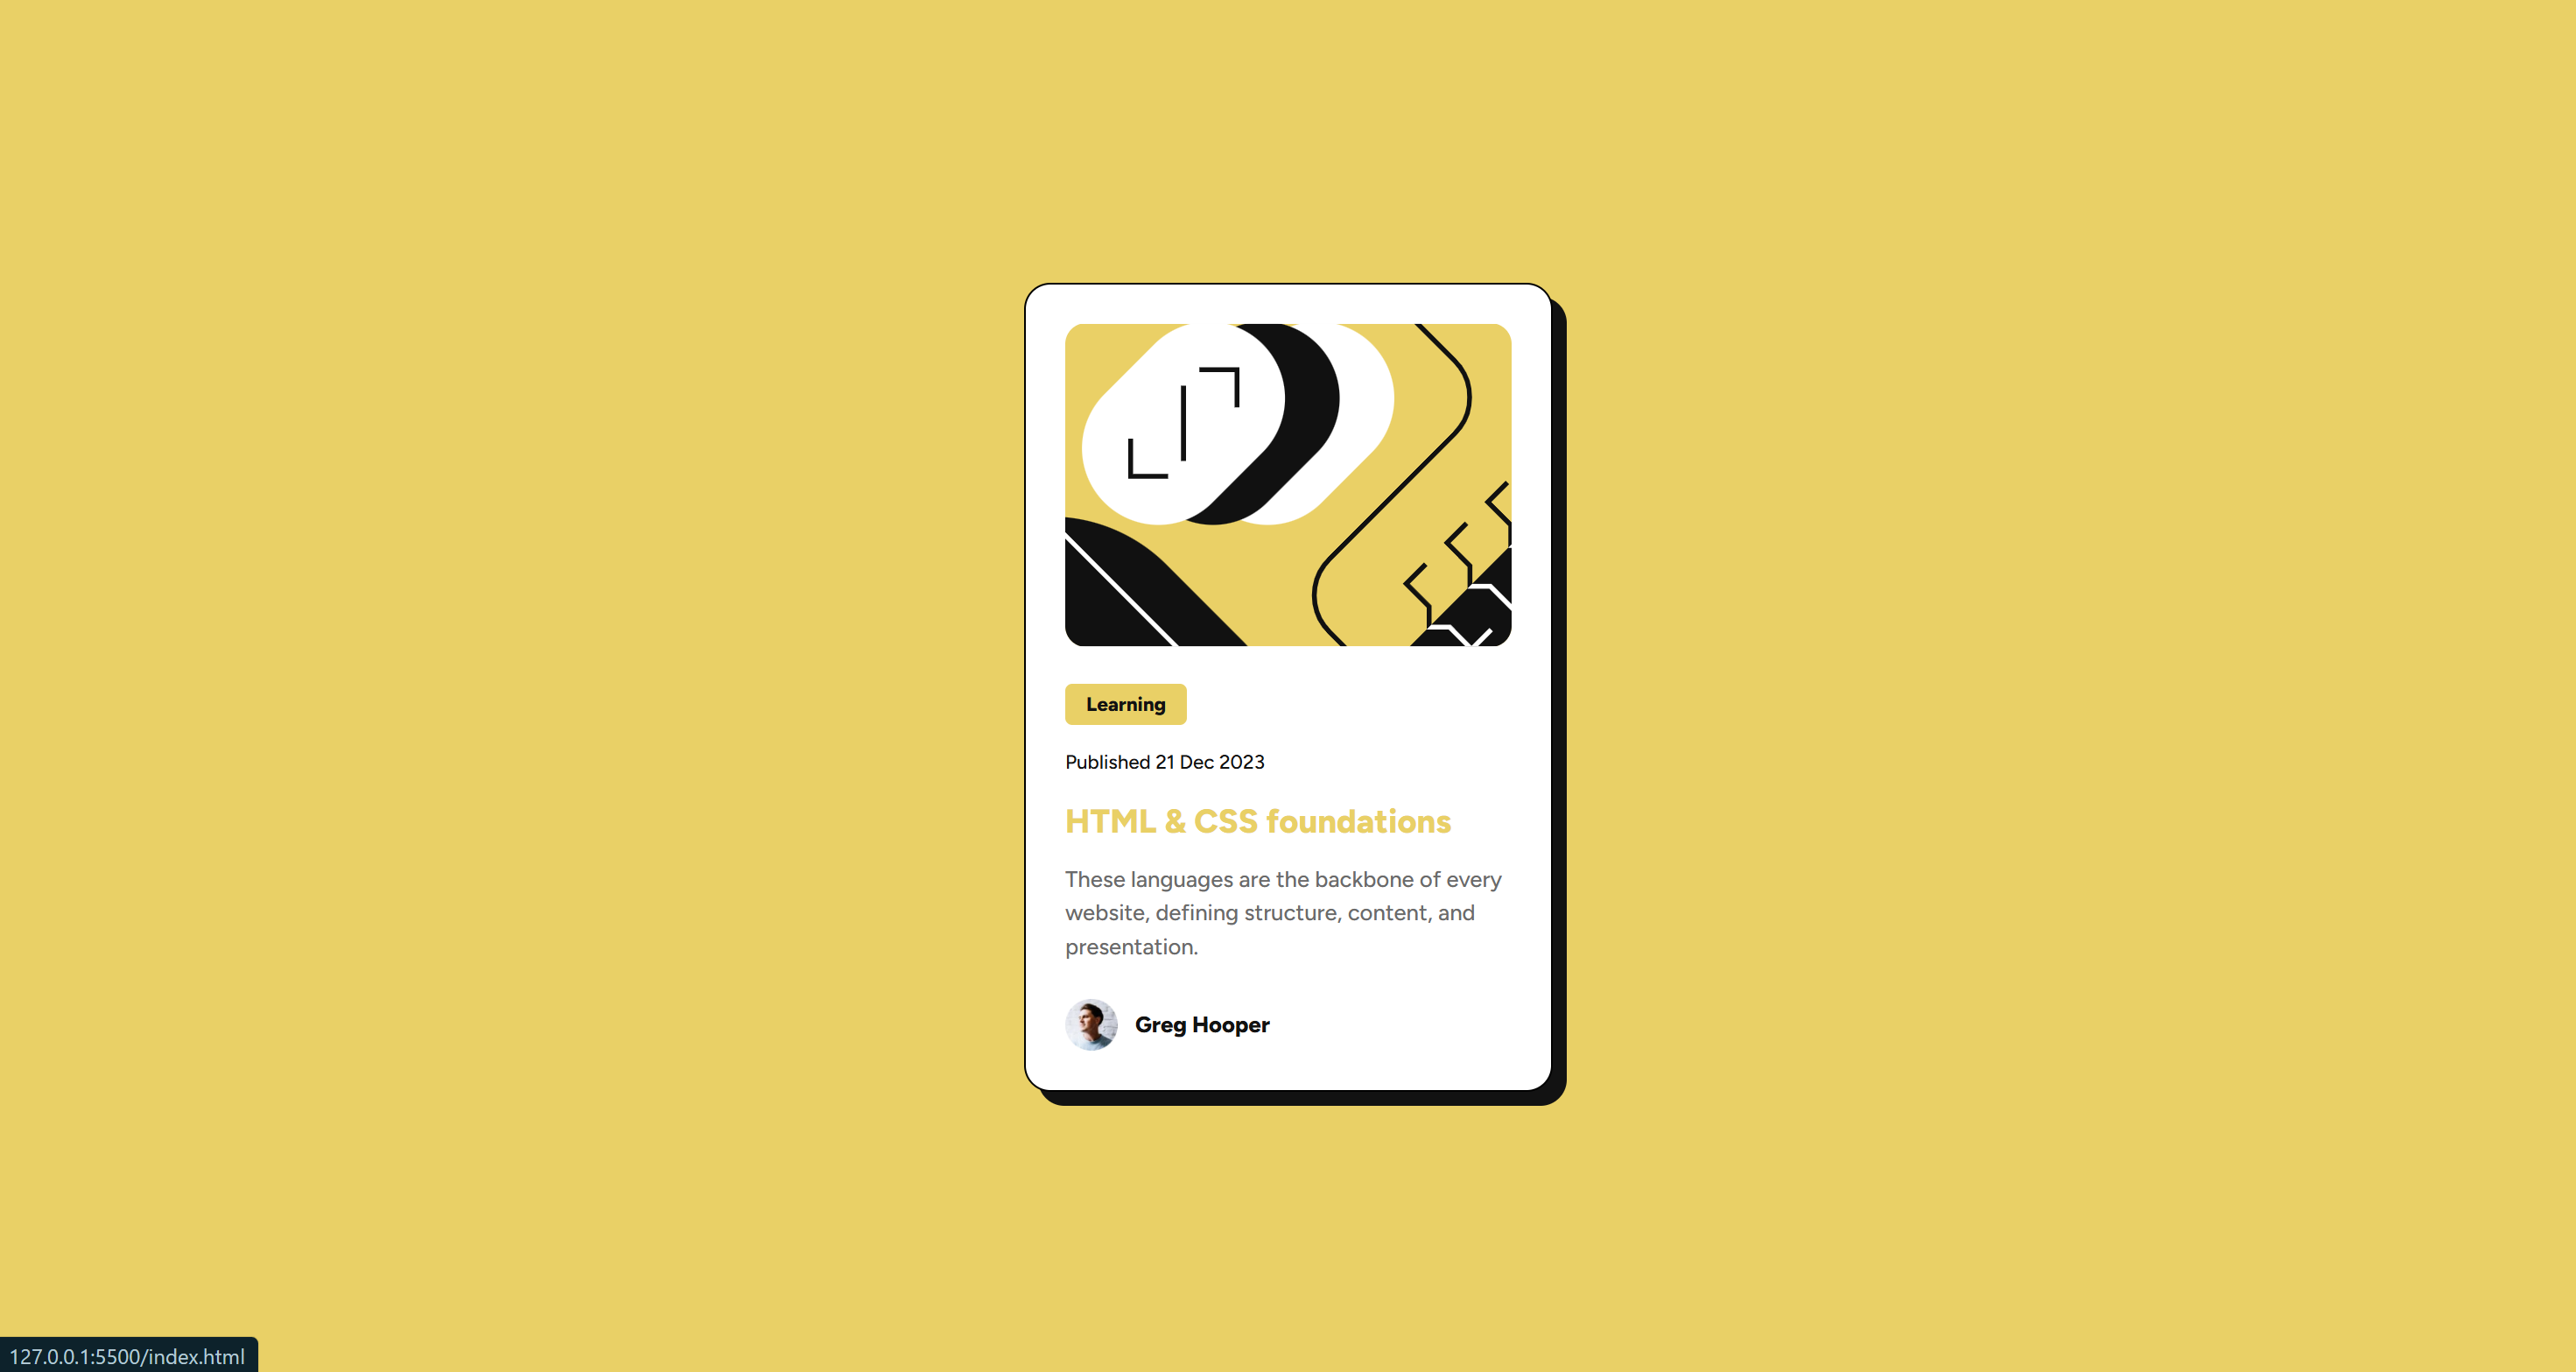 Learning
Published 21 Dec 2023
HTML & CSS foundations
These languages are the backbone of every
website, defining structure, content, and
presentation.
Greg Hooper
127.0.0.1:5500/index.html